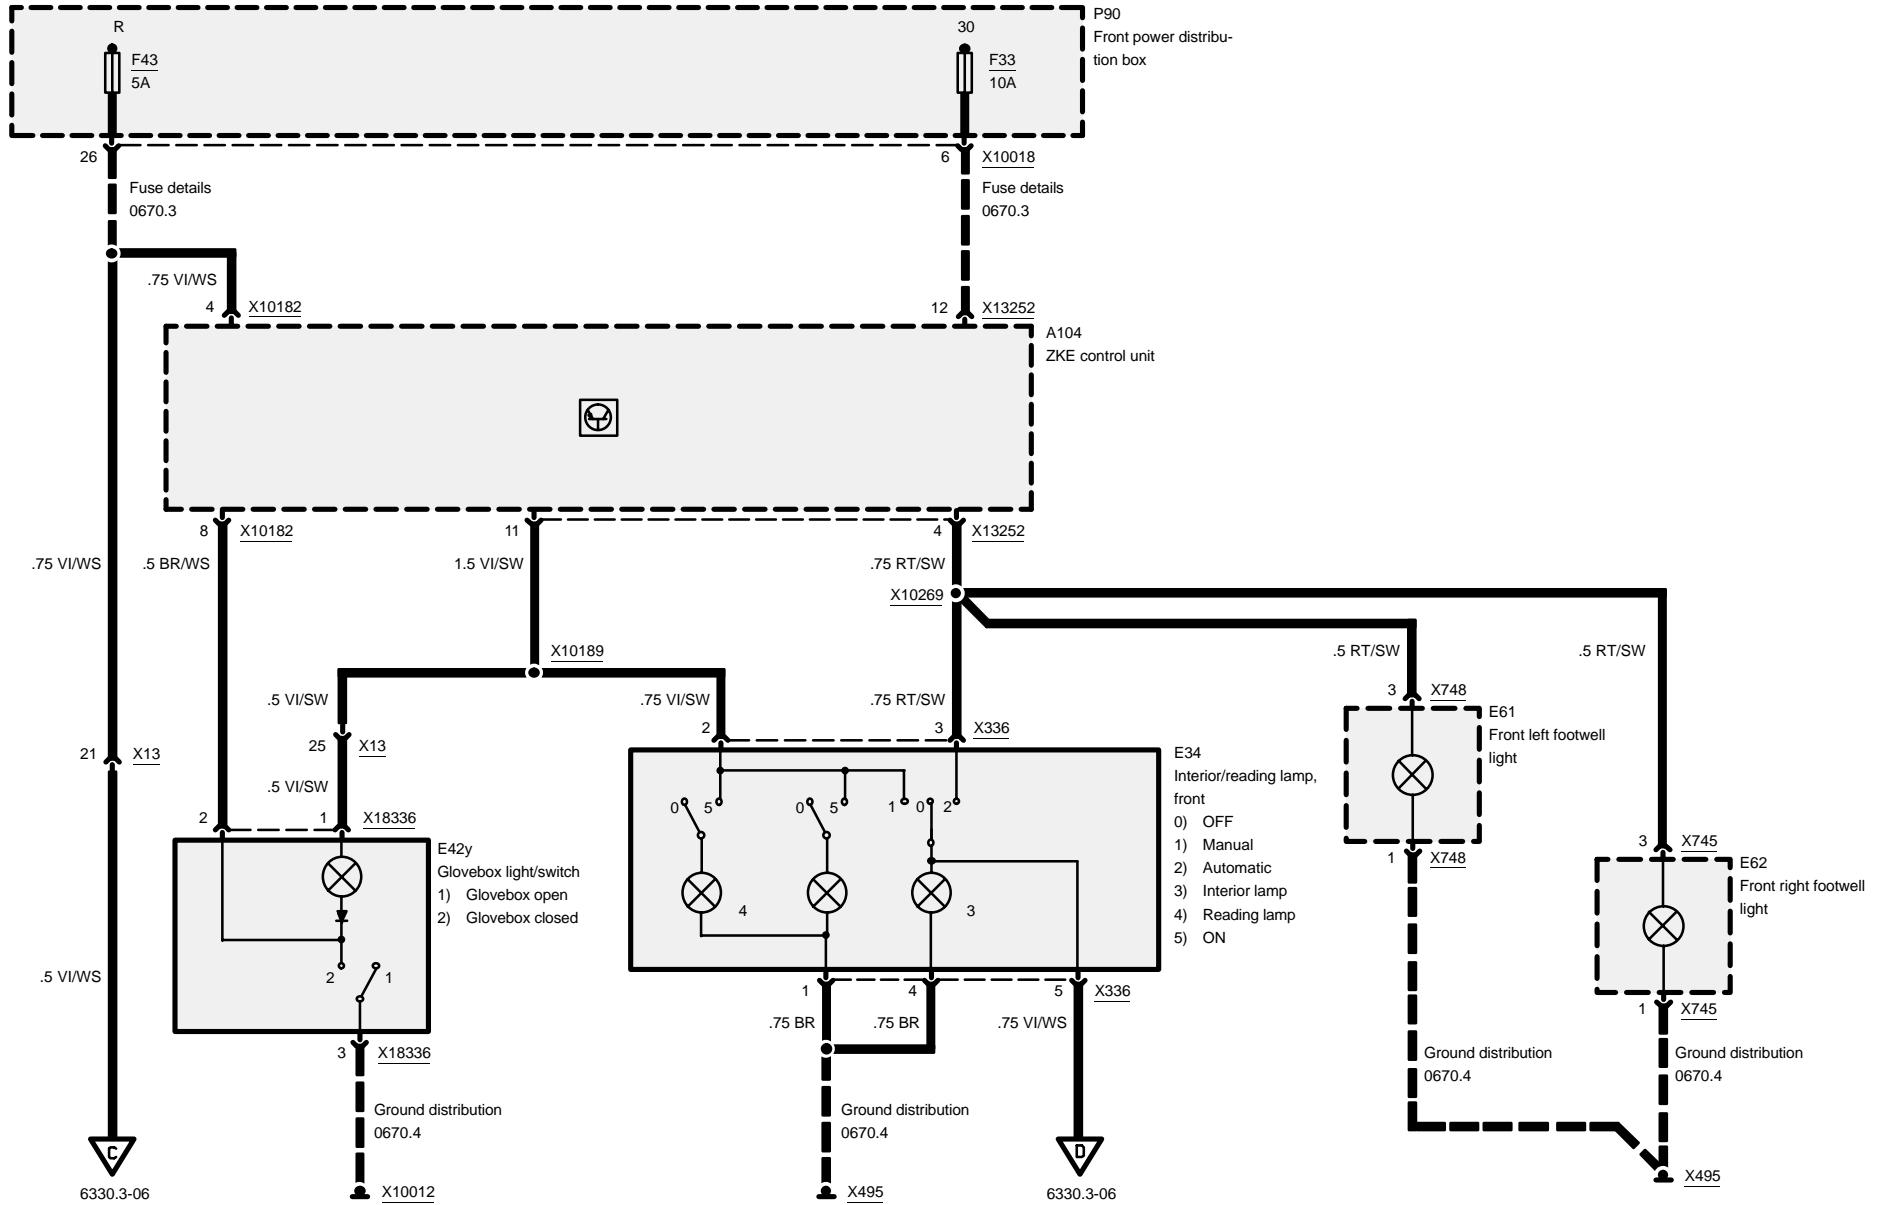 R
30
P90
Front power distribu-
tion box
F43
5A
F33
10A
26
6
X10018
Fuse details
0670.3
Fuse details
0670.3
.75 VI/WS
4
X10182
12
X13252
A104
ZKE control unit
8
X10182
11
4
X13252
.75 VI/WS
.5 BR/WS
1.5 VI/SW
.75 RT/SW
X10269
X10189
.5 RT/SW
.5 RT/SW
.5 VI/SW
.75 VI/SW
.75 RT/SW
3
X748
2
3
X336
25
X13
21
X13
E61
Front left footwell
light
E34
Interior/reading lamp,
front
0) OFF
1) Manual
2) Automatic
3) Interior lamp
4) Reading lamp
5) ON
.5 VI/SW
0
5
0
5
1
0
2
2
1
X18336
3
X745
1
X748
E42y
Glovebox light/switch
1) Glovebox open
2) Glovebox closed
E62
Front right footwell
light
4
3
2
1
.5 VI/WS
1
4
5
X336
1
X745
.75 BR
.75 BR
.75 VI/WS
3
X18336
Ground distribution
0670.4
Ground distribution
0670.4
Ground distribution
0670.4
Ground distribution
0670.4
C
D
6330.3-06
X10012
X495
6330.3-06
X495